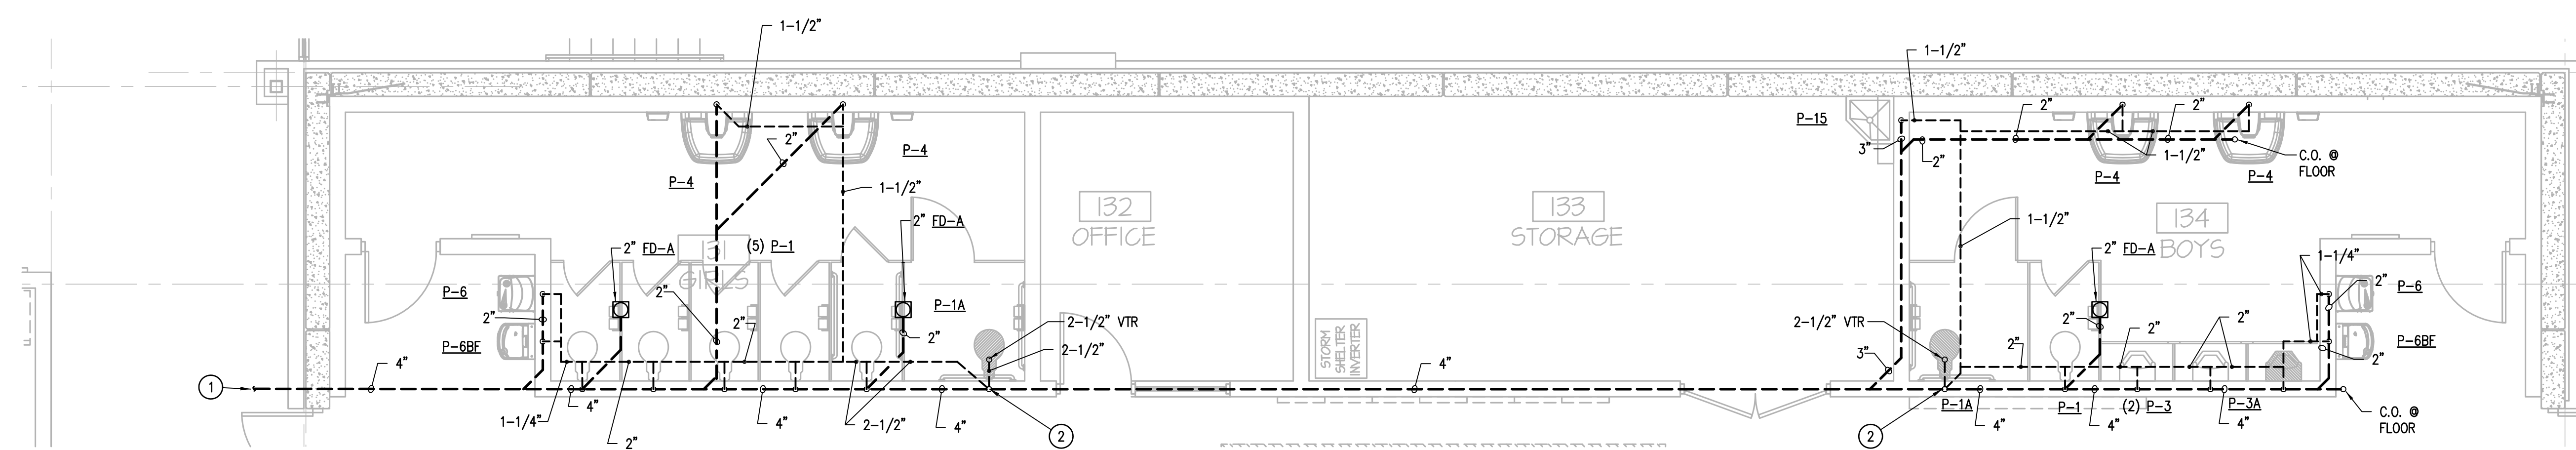 1-1/2"
1-1/2"
2"
P-4
P-4
1-1/2"
2" FD-A
2" FD-A
131
GIRLS
(5) P-1
2"
2"
P-6
2"
P-6BF
P-1A
2"
2-1/2" VTR
2-1/2"
1
4"
4"
1-1/4"
2"
4"
2-1/2"
4"
2
132
OFFICE
133
STORAGE
STORM
SHELTER
INVERTER
4"
P-15
3"
2"
2"
2"
1-1/2"
C.O. @
FLOOR
P-4
P-4
1-1/2"
134
BOYS
2" FD-A
1-1/4"
2"
P-6
2-1/2" VTR
2"
2"
2"
2"
P-6BF
2"
3"
2
P-1A
4"
P-1
4"
(2) P-3
P-3A
4"
C.O. @
FLOOR